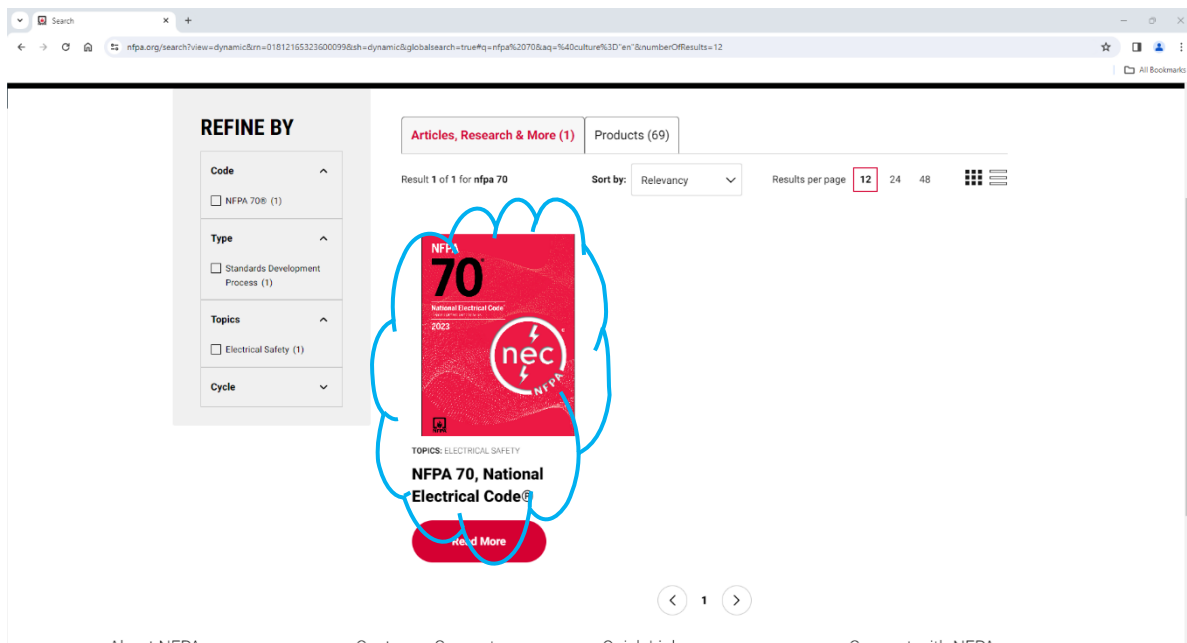 Search
nfpa.org/search?view=dynamic&rn=01812165323600099&sh=dynamic&globalsearch=true#q=nfpa%2070&aq=%40culture%3D"en"&numberOfResults=12
All Bookmarks
REFINE BY
Code
NFPA 70® (1)
Type
Standards Development
Process (1)
Topics
Electrical Safety (1)
Cycle
Articles, Research & More (1)
Products (69)
Result 1 of 1 for nfpa 70
Sort by: Relevancy
Results per page 12 24 48
NFPA
70®
National Electrical Code®
2023
nec
NFPA
NFPA
TOPICS: ELECTRICAL SAFETY
NFPA 70, National
Electrical Code®
Read More
1